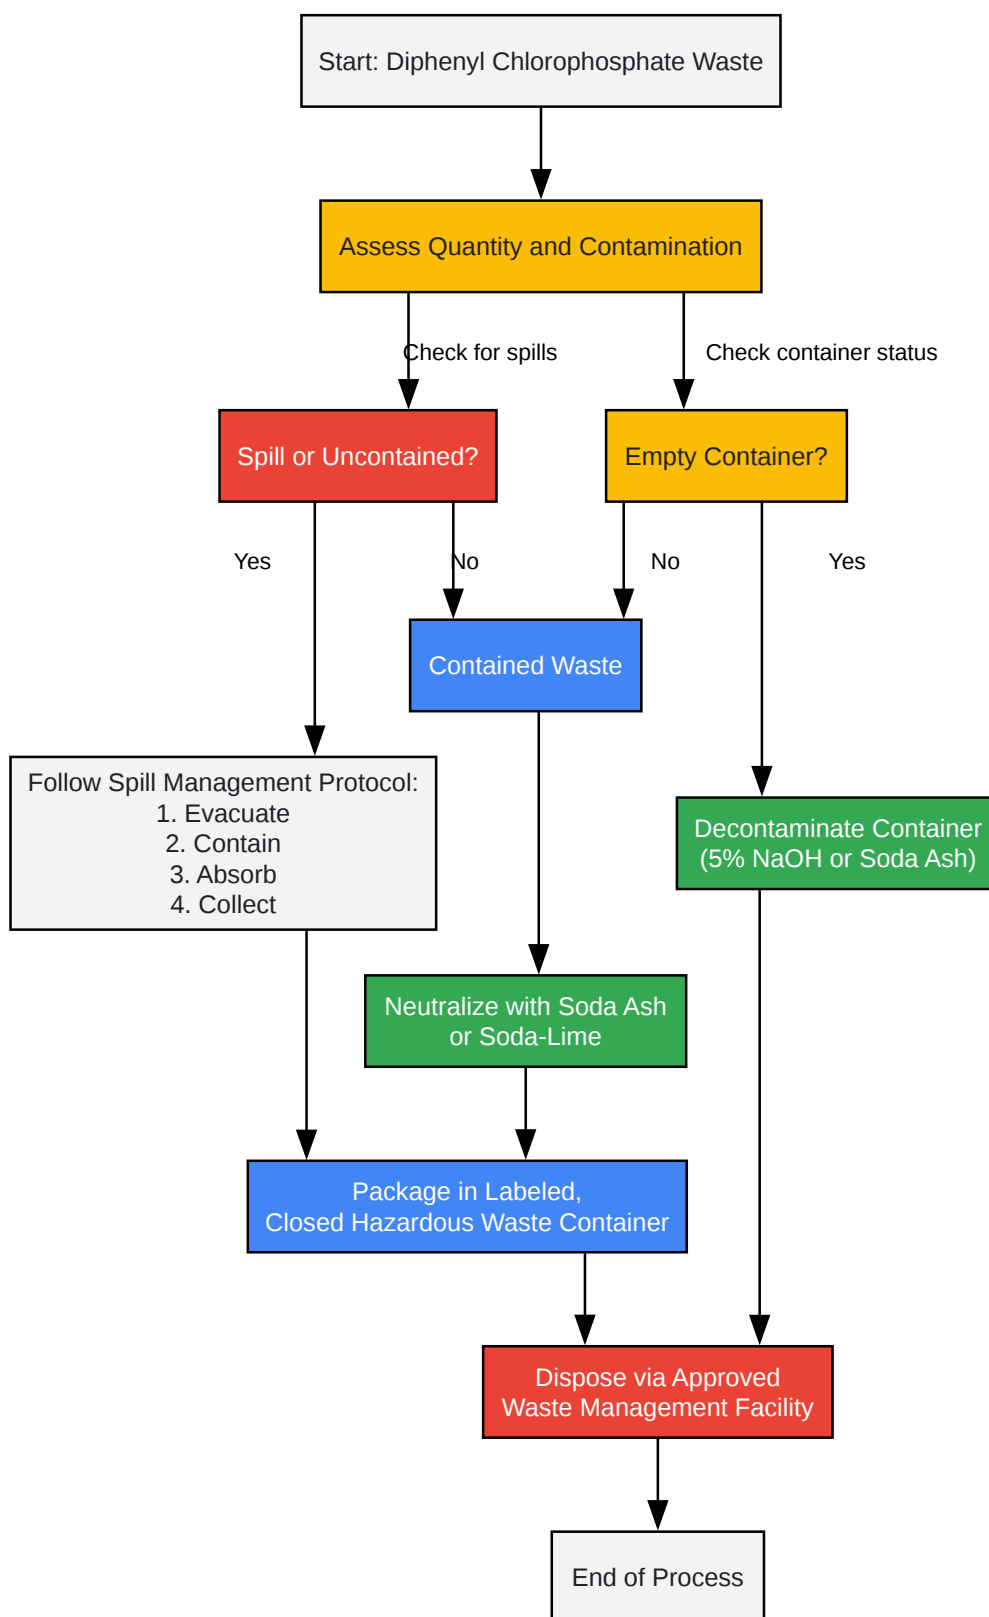 Start: Diphenyl Chlorophosphate Waste
Assess Quantity and Contamination
Check for spills
Check container status
Spill or Uncontained?
Empty Container?
Yes
No
No
Yes
Contained Waste
Follow Spill Management Protocol:
1. Evacuate
2. Contain
3. Absorb
4. Collect
Decontaminate Container
(5% NaOH or Soda Ash)
Neutralize with Soda Ash
or Soda-Lime
Package in Labeled,
Closed Hazardous Waste Container
Dispose via Approved
Waste Management Facility
End of Process